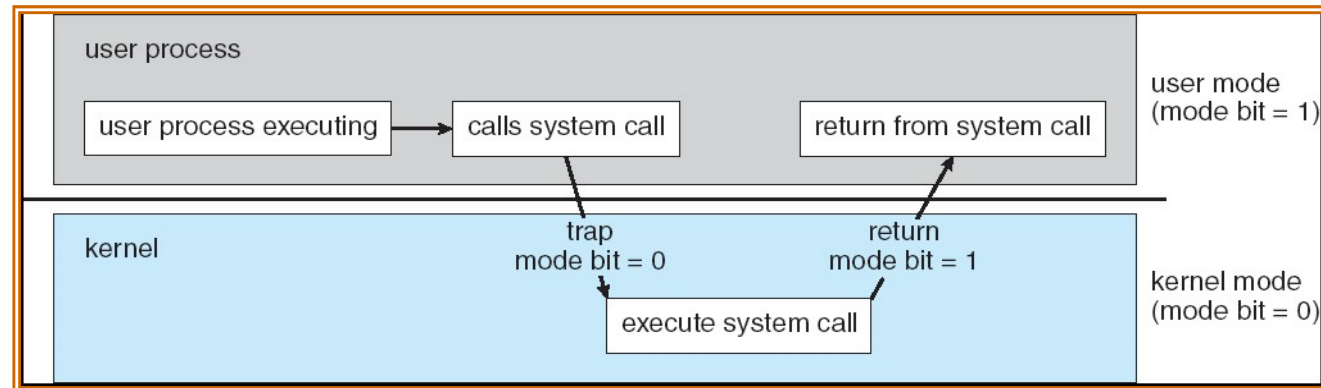 user process
user process executing
calls system call
return from system call
user mode
(mode bit = 1)
kernel
trap
mode bit = 0
return
mode bit = 1
execute system call
kernel mode
(mode bit = 0)